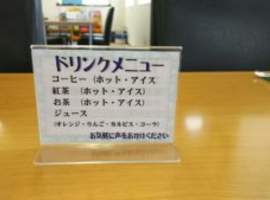 ドリンクメニュー
コーヒー（ホット・アイス
紅茶　（ホット・アイス）
お茶　（ホット・アイス）
ジュース
（オレンジ・りんご・カルピス・コーラ）
お気軽に声をおかけください